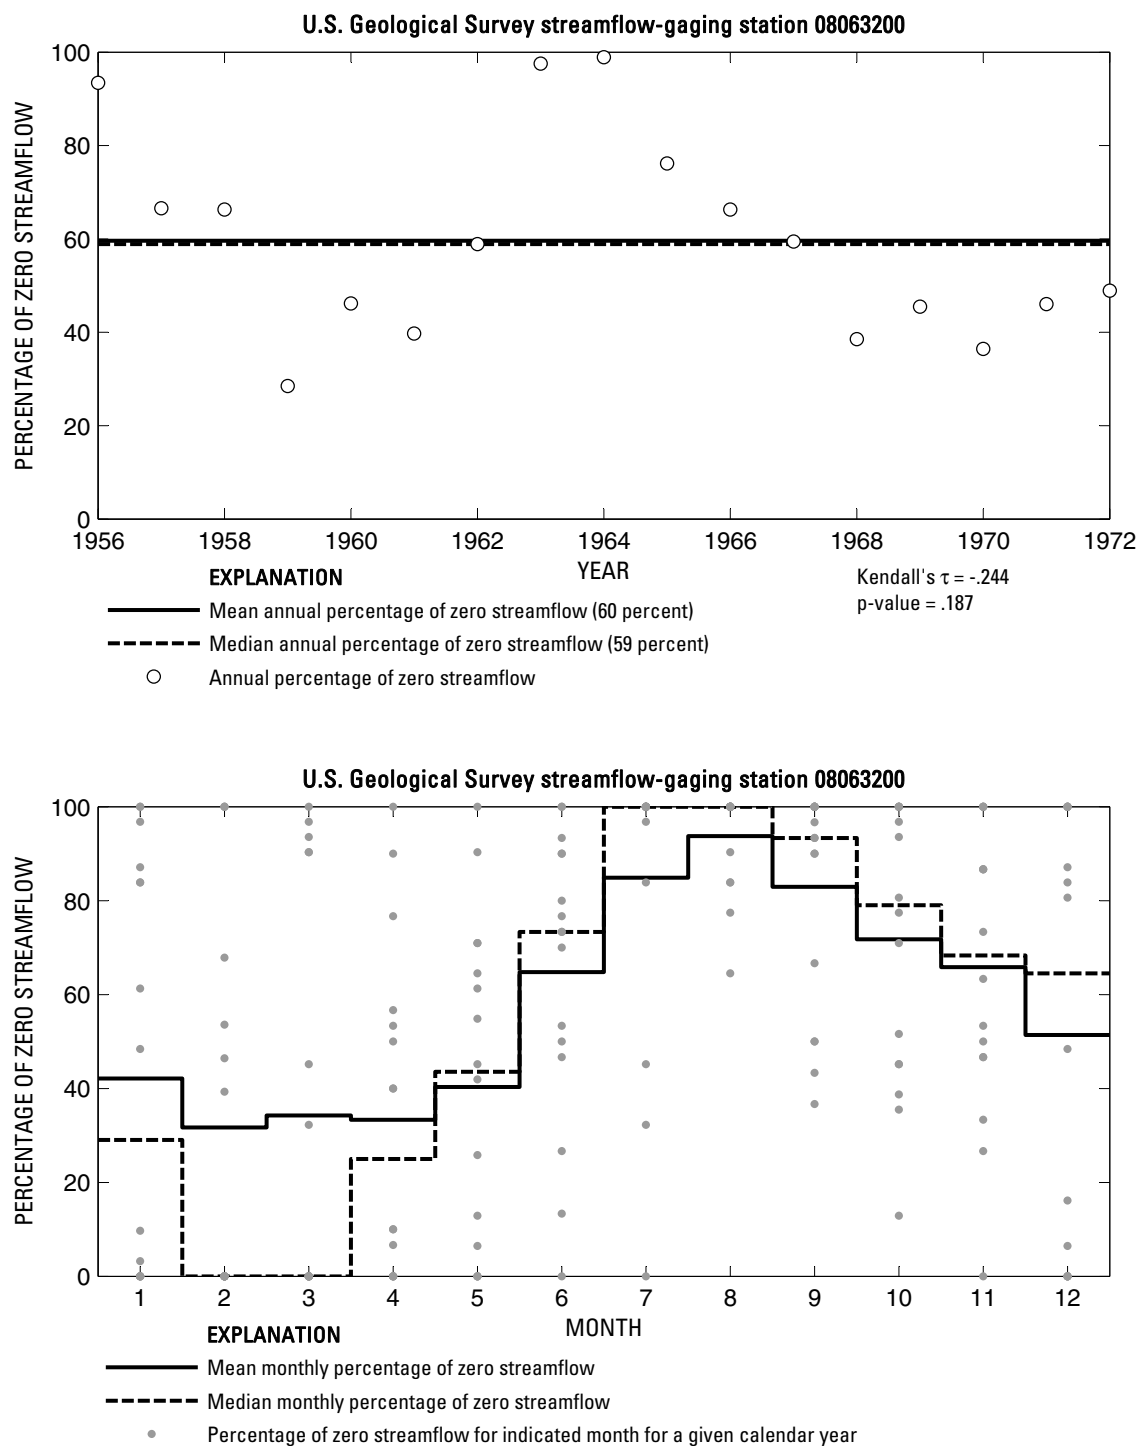 U.S. Geological Survey streamflow-gaging station 08063200
PERCENTAGE OF ZERO STREAMFLOW
100
80
60
40
20
0
1956 1958 1960 1962 1964 1966 1968 1970 1972
YEAR
EXPLANATION
Mean annual percentage of zero streamflow (60 percent)
Median annual percentage of zero streamflow (59 percent)
Annual percentage of zero streamflow
Kendall's τ = -.244
p-value = .187
U.S. Geological Survey streamflow-gaging station 08063200
PERCENTAGE OF ZERO STREAMFLOW
100
80
60
40
20
0
1 2 3 4 5 6 7 8 9 10 11 12
MONTH
EXPLANATION
Mean monthly percentage of zero streamflow
Median monthly percentage of zero streamflow
Percentage of zero streamflow for indicated month for a given calendar year